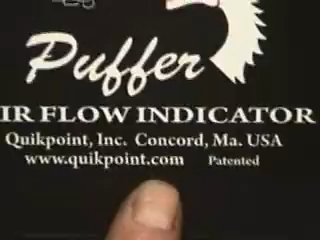 Puffer
IR FLOW INDICATOR
Quikpoint, Inc. Concord, Ma. USA
www.quikpoint.com Patented